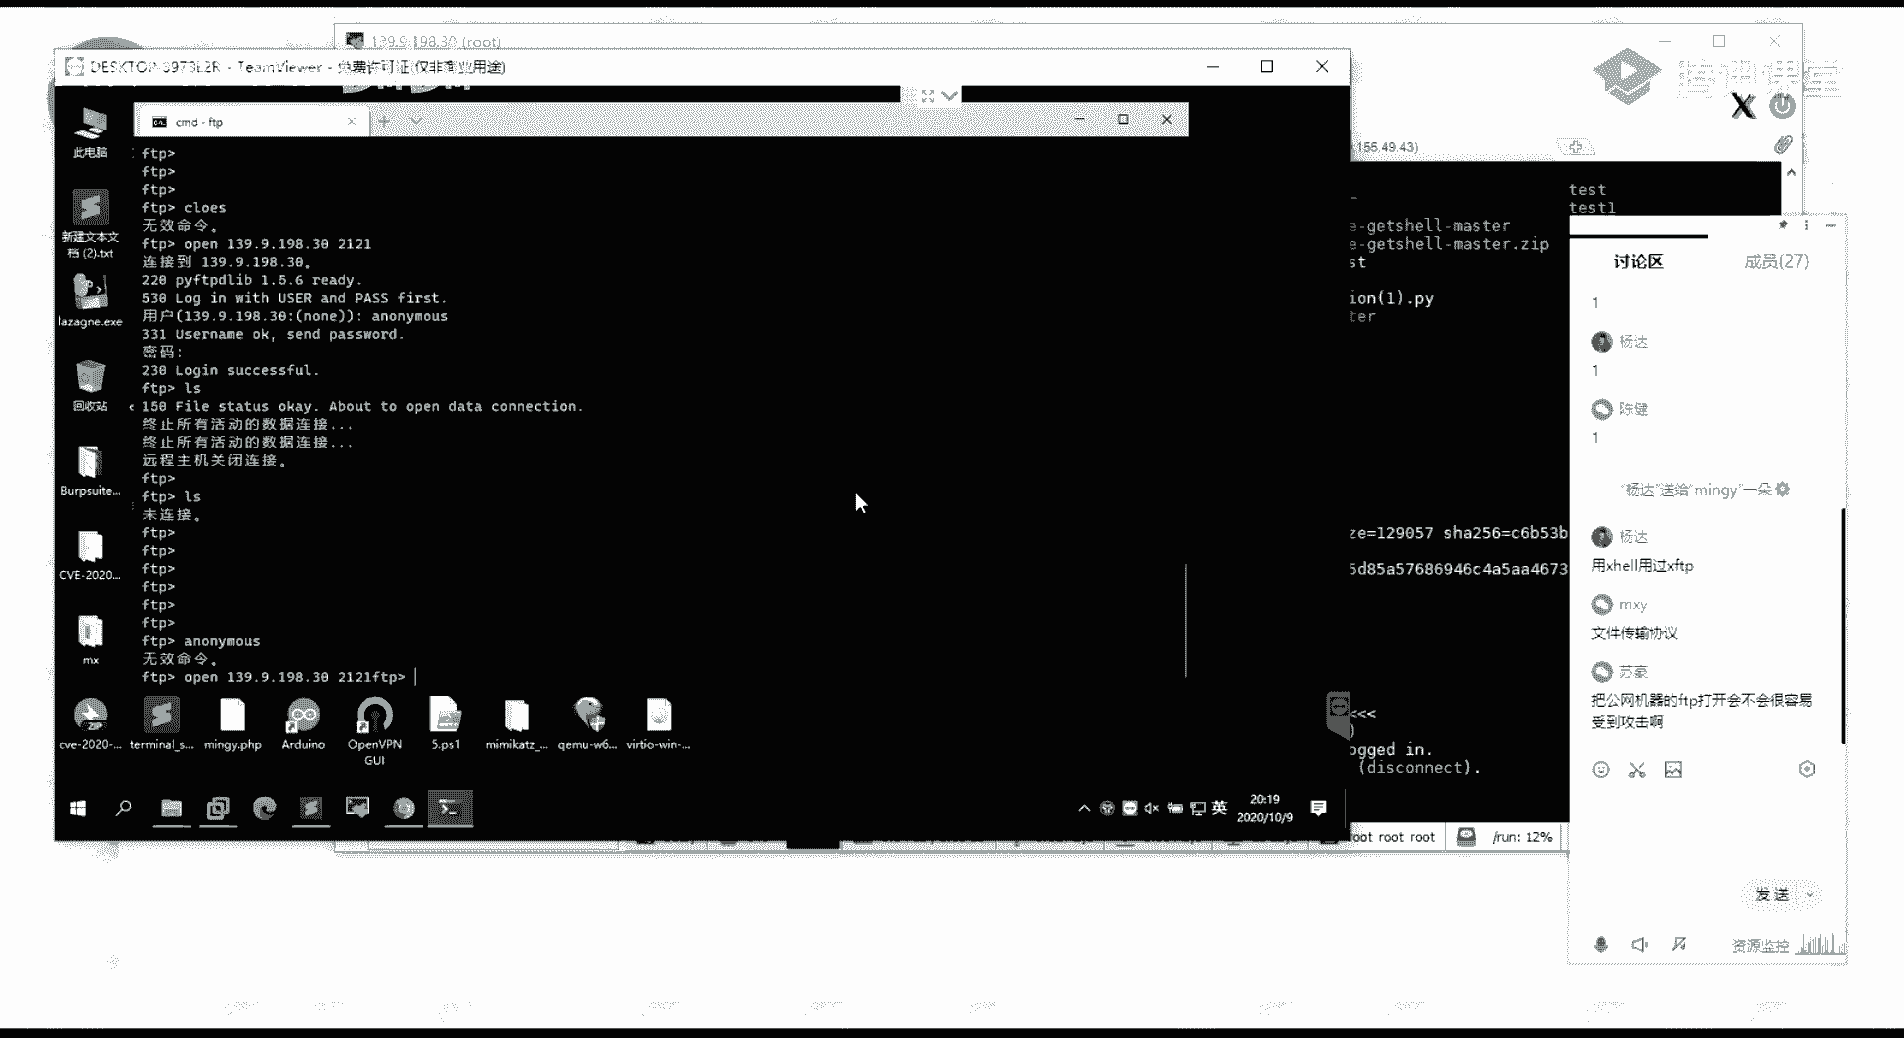 139.9.198.30 (root)
DESKTOP-3973L2R - TeamViewer - 免费许可证(仅非商业用途)
cmd - ftp
155.49.43)
此电脑
新建文本文
档 (2).txt
lazagne.exe
回收站
Burpsuite...
CVE-2020...
mx
ftp>
ftp>
ftp>
ftp> cloes
无效命令。
ftp> open 139.9.198.30 2121
连接到 139.9.198.30。
220 pyftpdlib 1.5.6 ready.
530 Log in with USER and PASS first.
用户(139.9.198.30:(none)): anonymous
331 Username ok, send password.
密码:
230 Login successful.
ftp> ls
150 File status okay. About to open data connection.
终止所有活动的数据连接...
终止所有活动的数据连接...
远程主机关闭连接。
ftp>
ftp> ls
未连接。
ftp>
ftp>
ftp>
ftp>
ftp>
ftp>
ftp> anonymous
无效命令。
ftp> open 139.9.198.30 2121ftp>
cve-2020-...
terminal_s...
mingy.php
Arduino
OpenVPN
GUI
5.ps1
mimikatz_...
qemu-w6...
virtio-win-...
英
20:19
2020/10/9
test
test1
e-getshell-master
e-getshell-master.zip
st
ion(1).py
ter
ze=129057 sha256=c6b53b
5d85a57686946c4a5aa4673
<<<
)
ogged in.
(disconnect).
oot root root
/run: 12%
讨论区
成员(27)
1
杨达
1
陈健
1
"杨达"送给"mingy"一朵
杨达
用xhell用过xftp
mxy
文件传输协议
苏豪
把公网机器的ftp打开会不会很容易
受到攻击啊
发送
资源监控